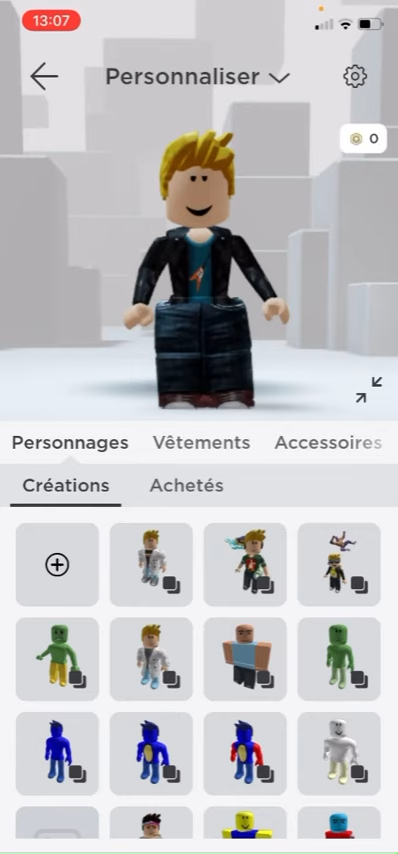 13:07
Personnaliser
0
Personnages Vêtements Accessoires
Créations Achetés